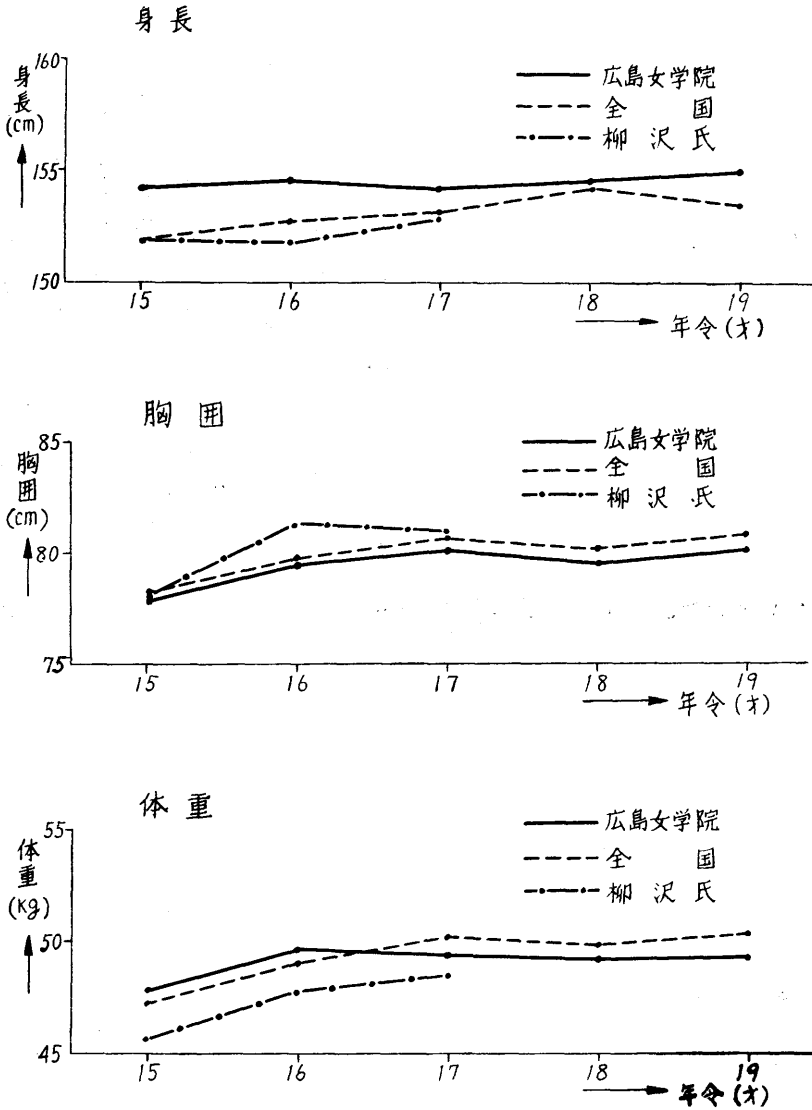 身長
160
155
150
身長
(cm)
広島女学院
全 国
柳沢氏
15 16 17 18 19
年令(才)
胸囲
85
80
75
胸囲
(cm)
広島女学院
全 国
柳沢氏
15 16 17 18 19
年令(才)
体重
55
50
45
体重
(Kg)
広島女学院
全 国
柳沢氏
15 16 17 18 19
年令(才)